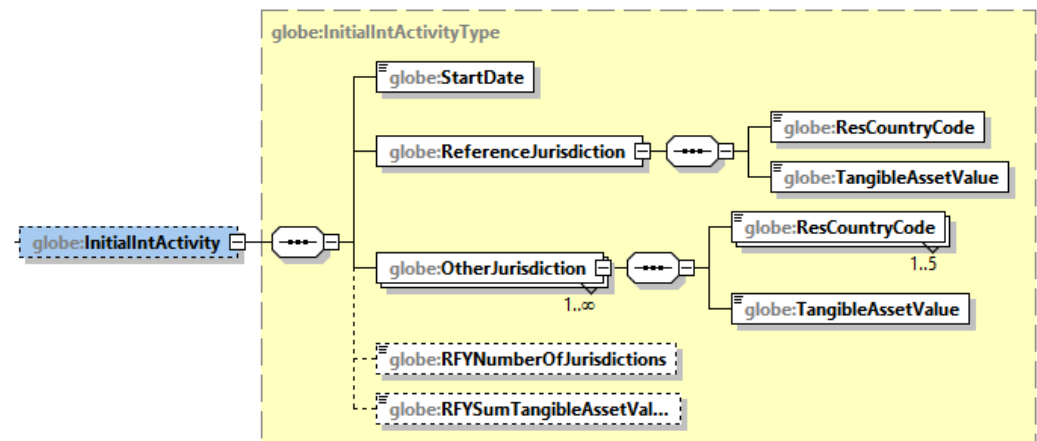 globe:InitialIntActivityType
globe:StartDate
globe:ReferenceJurisdiction
globe:ResCountryCode
globe:TangibleAssetValue
globe:InitialIntActivity
globe:OtherJurisdiction
1..∞
globe:ResCountryCode
1..5
globe:TangibleAssetValue
globe:RFYNumberOfJurisdictions
globe:RFYSumTangibleAssetVal...